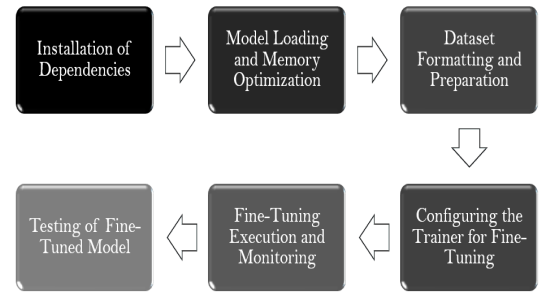 Installation of
Dependencies
Model Loading
and Memory
Optimization
Dataset
Formatting and
Preparation
Configuring the
Trainer for Fine-
Tuning
Fine-Tuning
Execution and
Monitoring
Testing of Fine-
Tuned Model